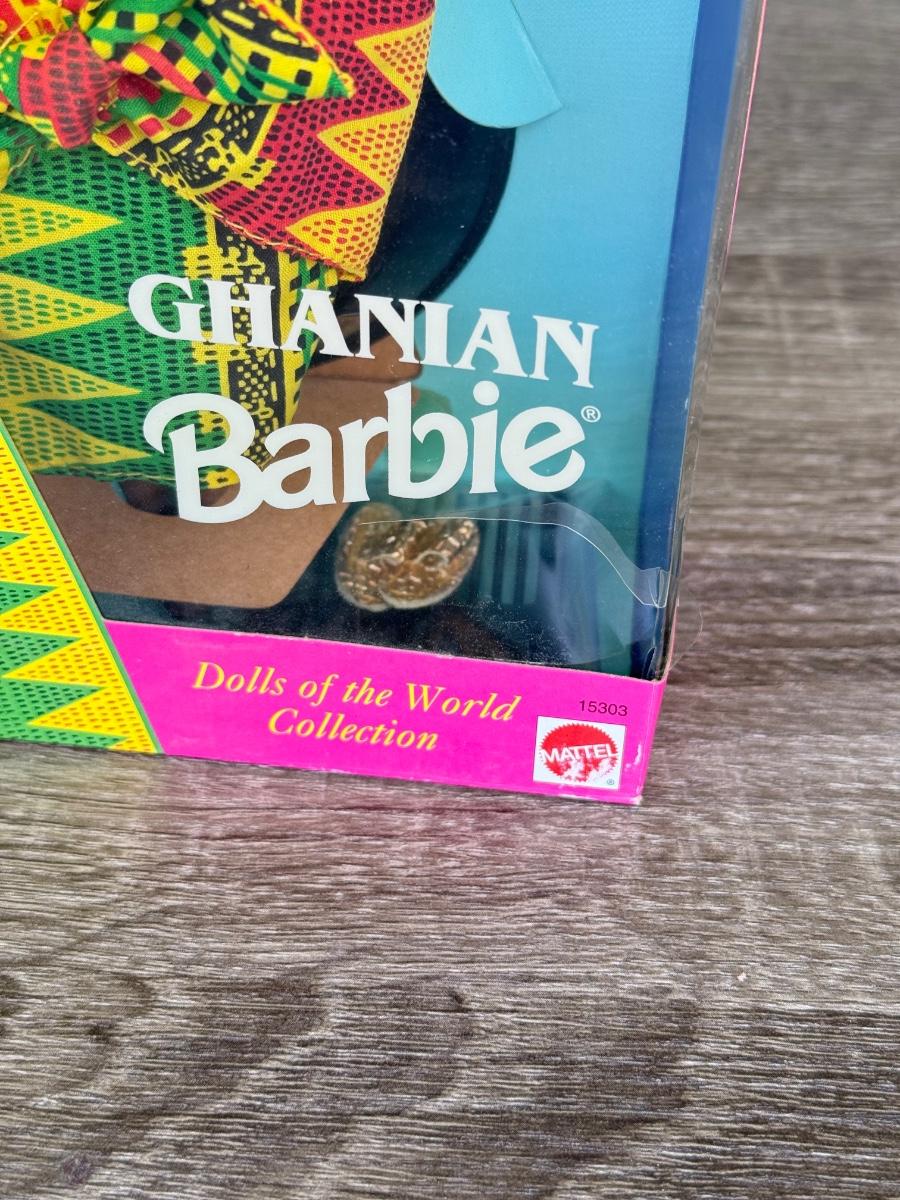 GHANIAN
Barbie®
Dolls of the World
Collection
15303
MATTEL
®